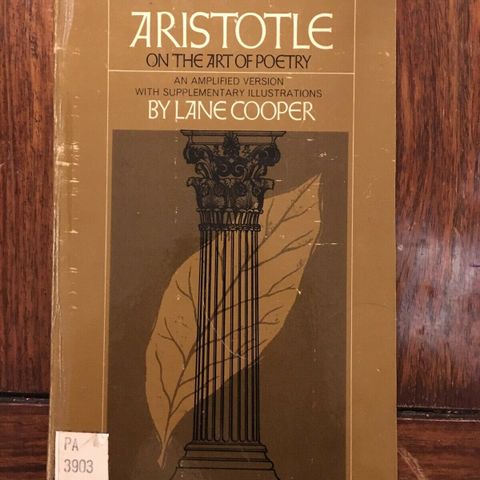 ARISTOTLE
ON THE ART OF POETRY
AN AMPLIFIED VERSION
WITH SUPPLEMENTARY ILLUSTRATIONS
BY LANE COOPER
PA
3903